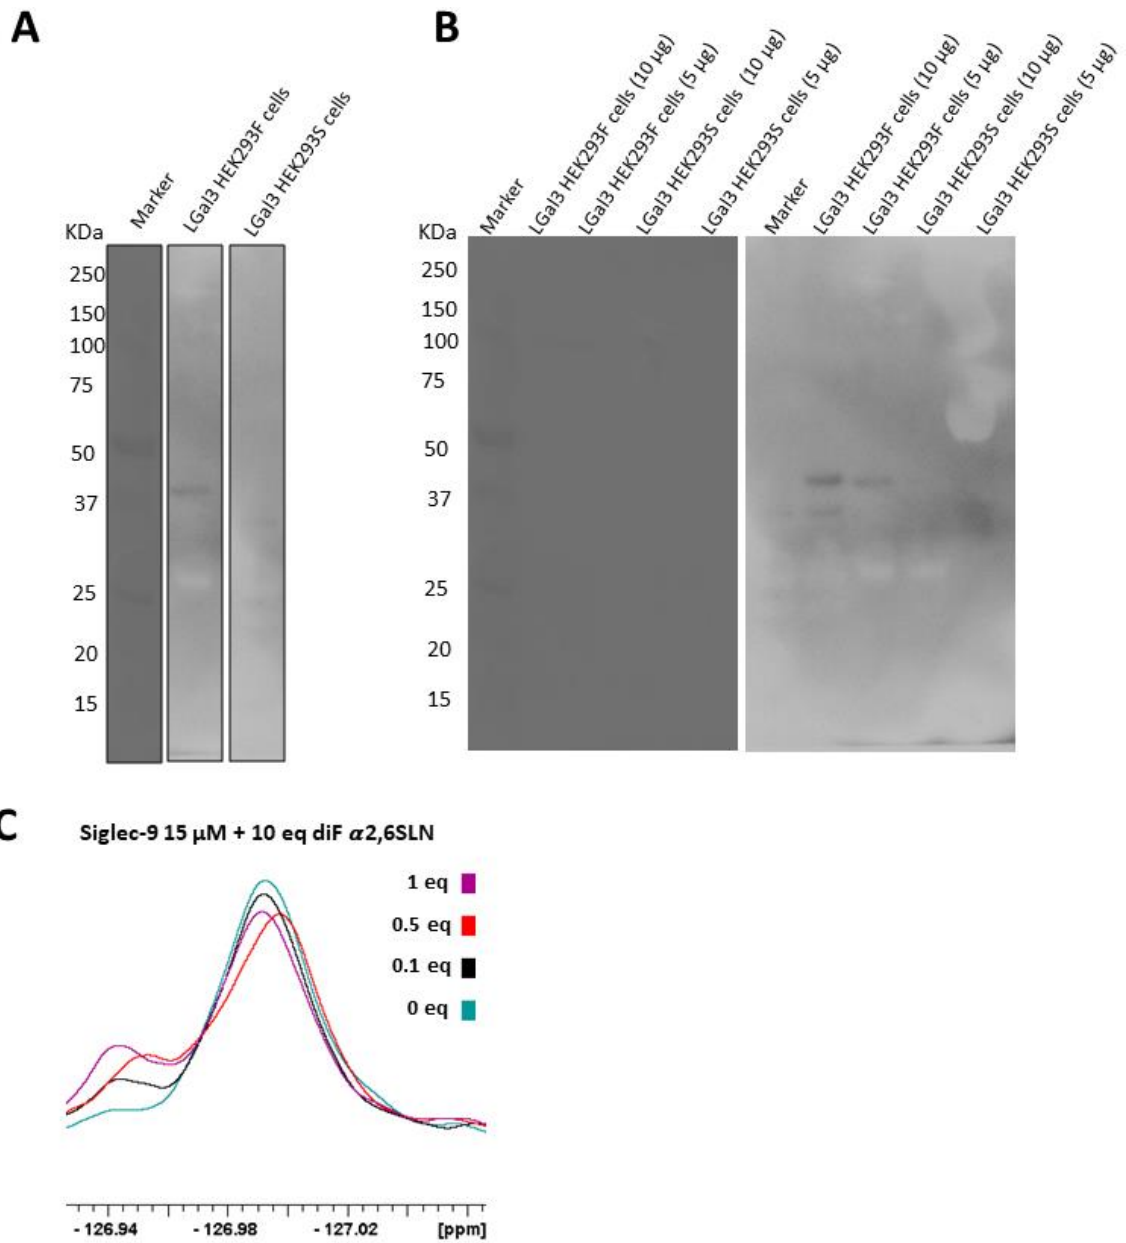 A
Marker
LGal3 HEK293F cells
LGal3 HEK293S cells
KDa
250
150
100
75
50
37
25
20
15
B
Marker
LGal3 HEK293F cells (10 µg)
LGal3 HEK293F cells (5 µg)
LGal3 HEK293S cells (10 µg)
LGal3 HEK293S cells (5 µg)
Marker
LGal3 HEK293F cells (10 µg)
LGal3 HEK293F cells (5 µg)
LGal3 HEK293S cells (10 µg)
LGal3 HEK293S cells (5 µg)
KDa
250
150
100
75
50
37
25
20
15
C
Siglec-9 15 µM + 10 eq diF α2,6SLN
1 eq
0.5 eq
0.1 eq
0 eq
- 126.94 - 126.98 - 127.02 [ppm]